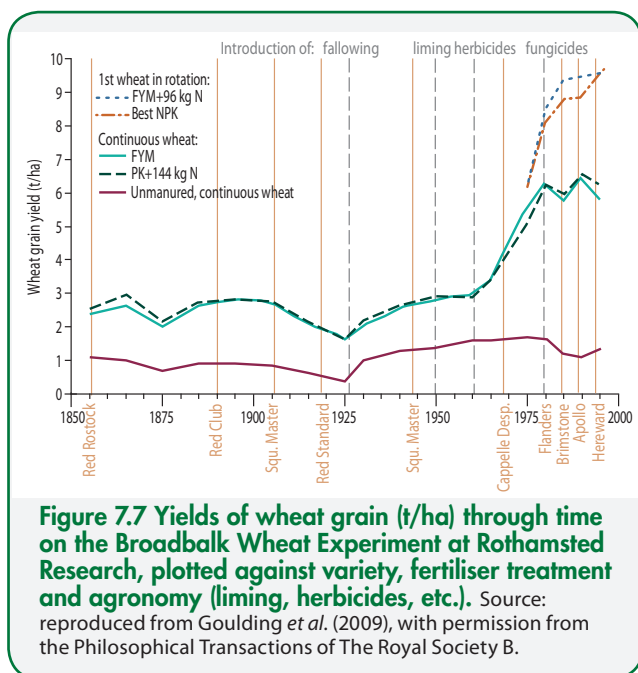 Introduction of: fallowing liming herbicides fungicides
10
9
8
7
6
5
4
3
2
1
0
Wheat grain yield (t/ha)
1st wheat in rotation:
FYM+96 kg N
Best NPK
Continuous wheat:
FYM
PK+144 kg N
Unmanured, continuous wheat
1850 1875 1900 1925 1950 1975 2000
Red Rostock
Red Club
Squ. Master
Red Standard
Squ. Master
Cappelle Desp.
Flanders
Brimstone
Apollo
Hereward
Figure 7.7 Yields of wheat grain (t/ha) through time
on the Broadbalk Wheat Experiment at Rothamsted
Research, plotted against variety, fertiliser treatment
and agronomy (liming, herbicides, etc.). Source:
reproduced from Goulding et al. (2009), with permission from
the Philosophical Transactions of The Royal Society B.